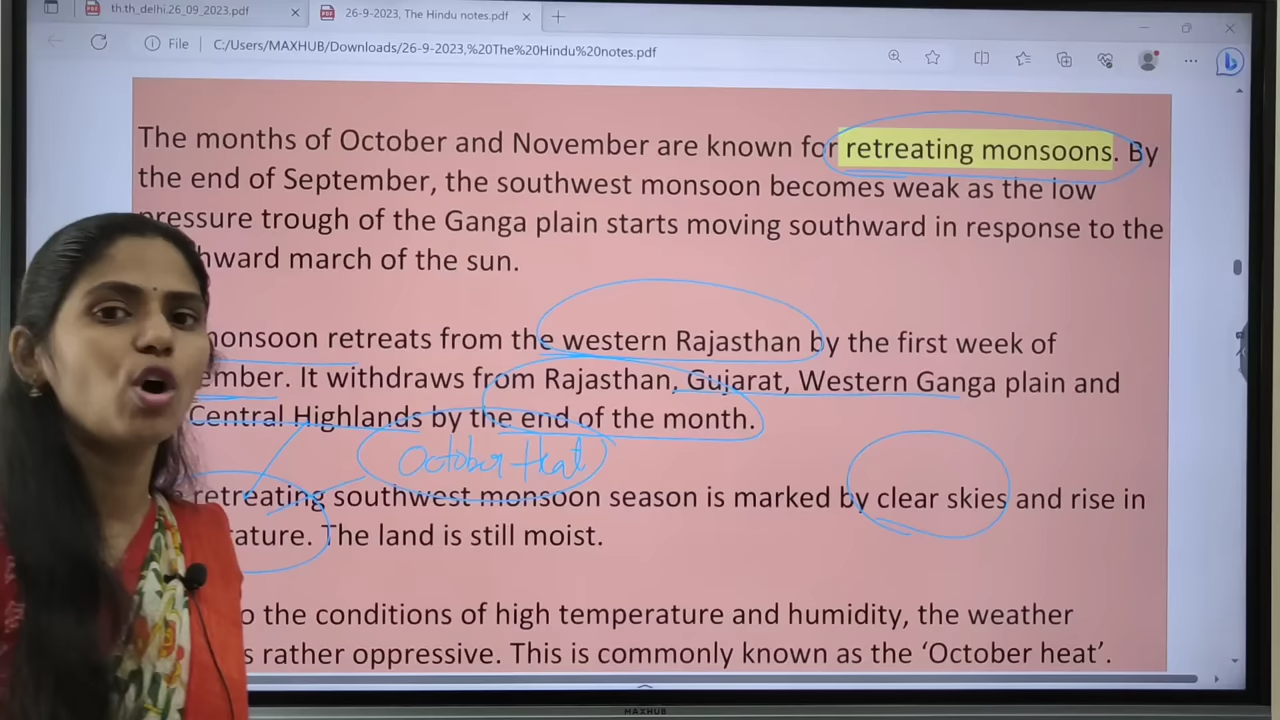 th.th_delhi.26_09_2023.pdf
26-9-2023, The Hindu notes.pdf
File C:/Users/MAXHUB/Downloads/26-9-2023,%20The%20Hindu%20notes.pdf
The months of October and November are known for retreating monsoons. By
the end of September, the southwest monsoon becomes weak as the low
pressure trough of the Ganga plain starts moving southward in response to the
hward march of the sun.
monsoon retreats from the western Rajasthan by the first week of
ember. It withdraws from Rajasthan, Gujarat, Western Ganga plain and
Central Highlands by the end of the month.
October Heat
retreating southwest monsoon season is marked by clear skies and rise in
ature. The land is still moist.
o the conditions of high temperature and humidity, the weather
s rather oppressive. This is commonly known as the ‘October heat’.
MAXHUB